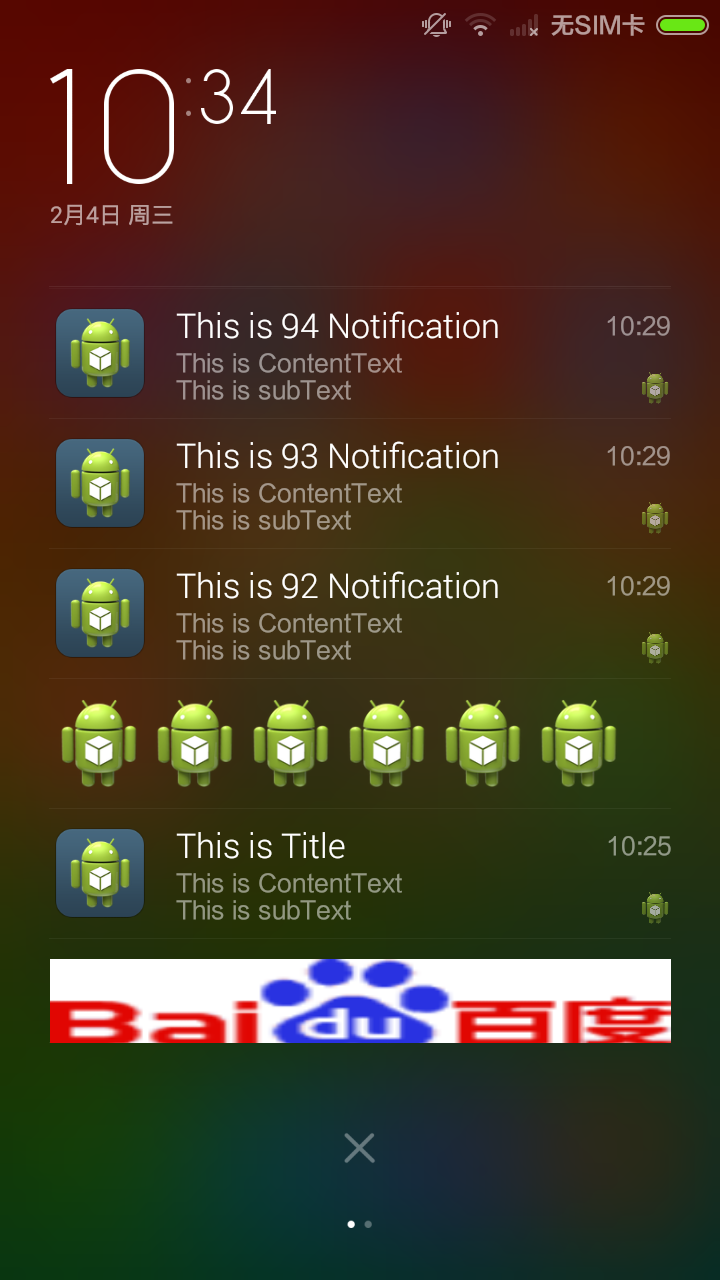 无SIM卡
10:34
2月4日 周三
This is 94 Notification 10:29
This is ContentText
This is subText
This is 93 Notification 10:29
This is ContentText
This is subText
This is 92 Notification 10:29
This is ContentText
This is subText
This is Title 10:25
This is ContentText
This is subText
Bai du 百度